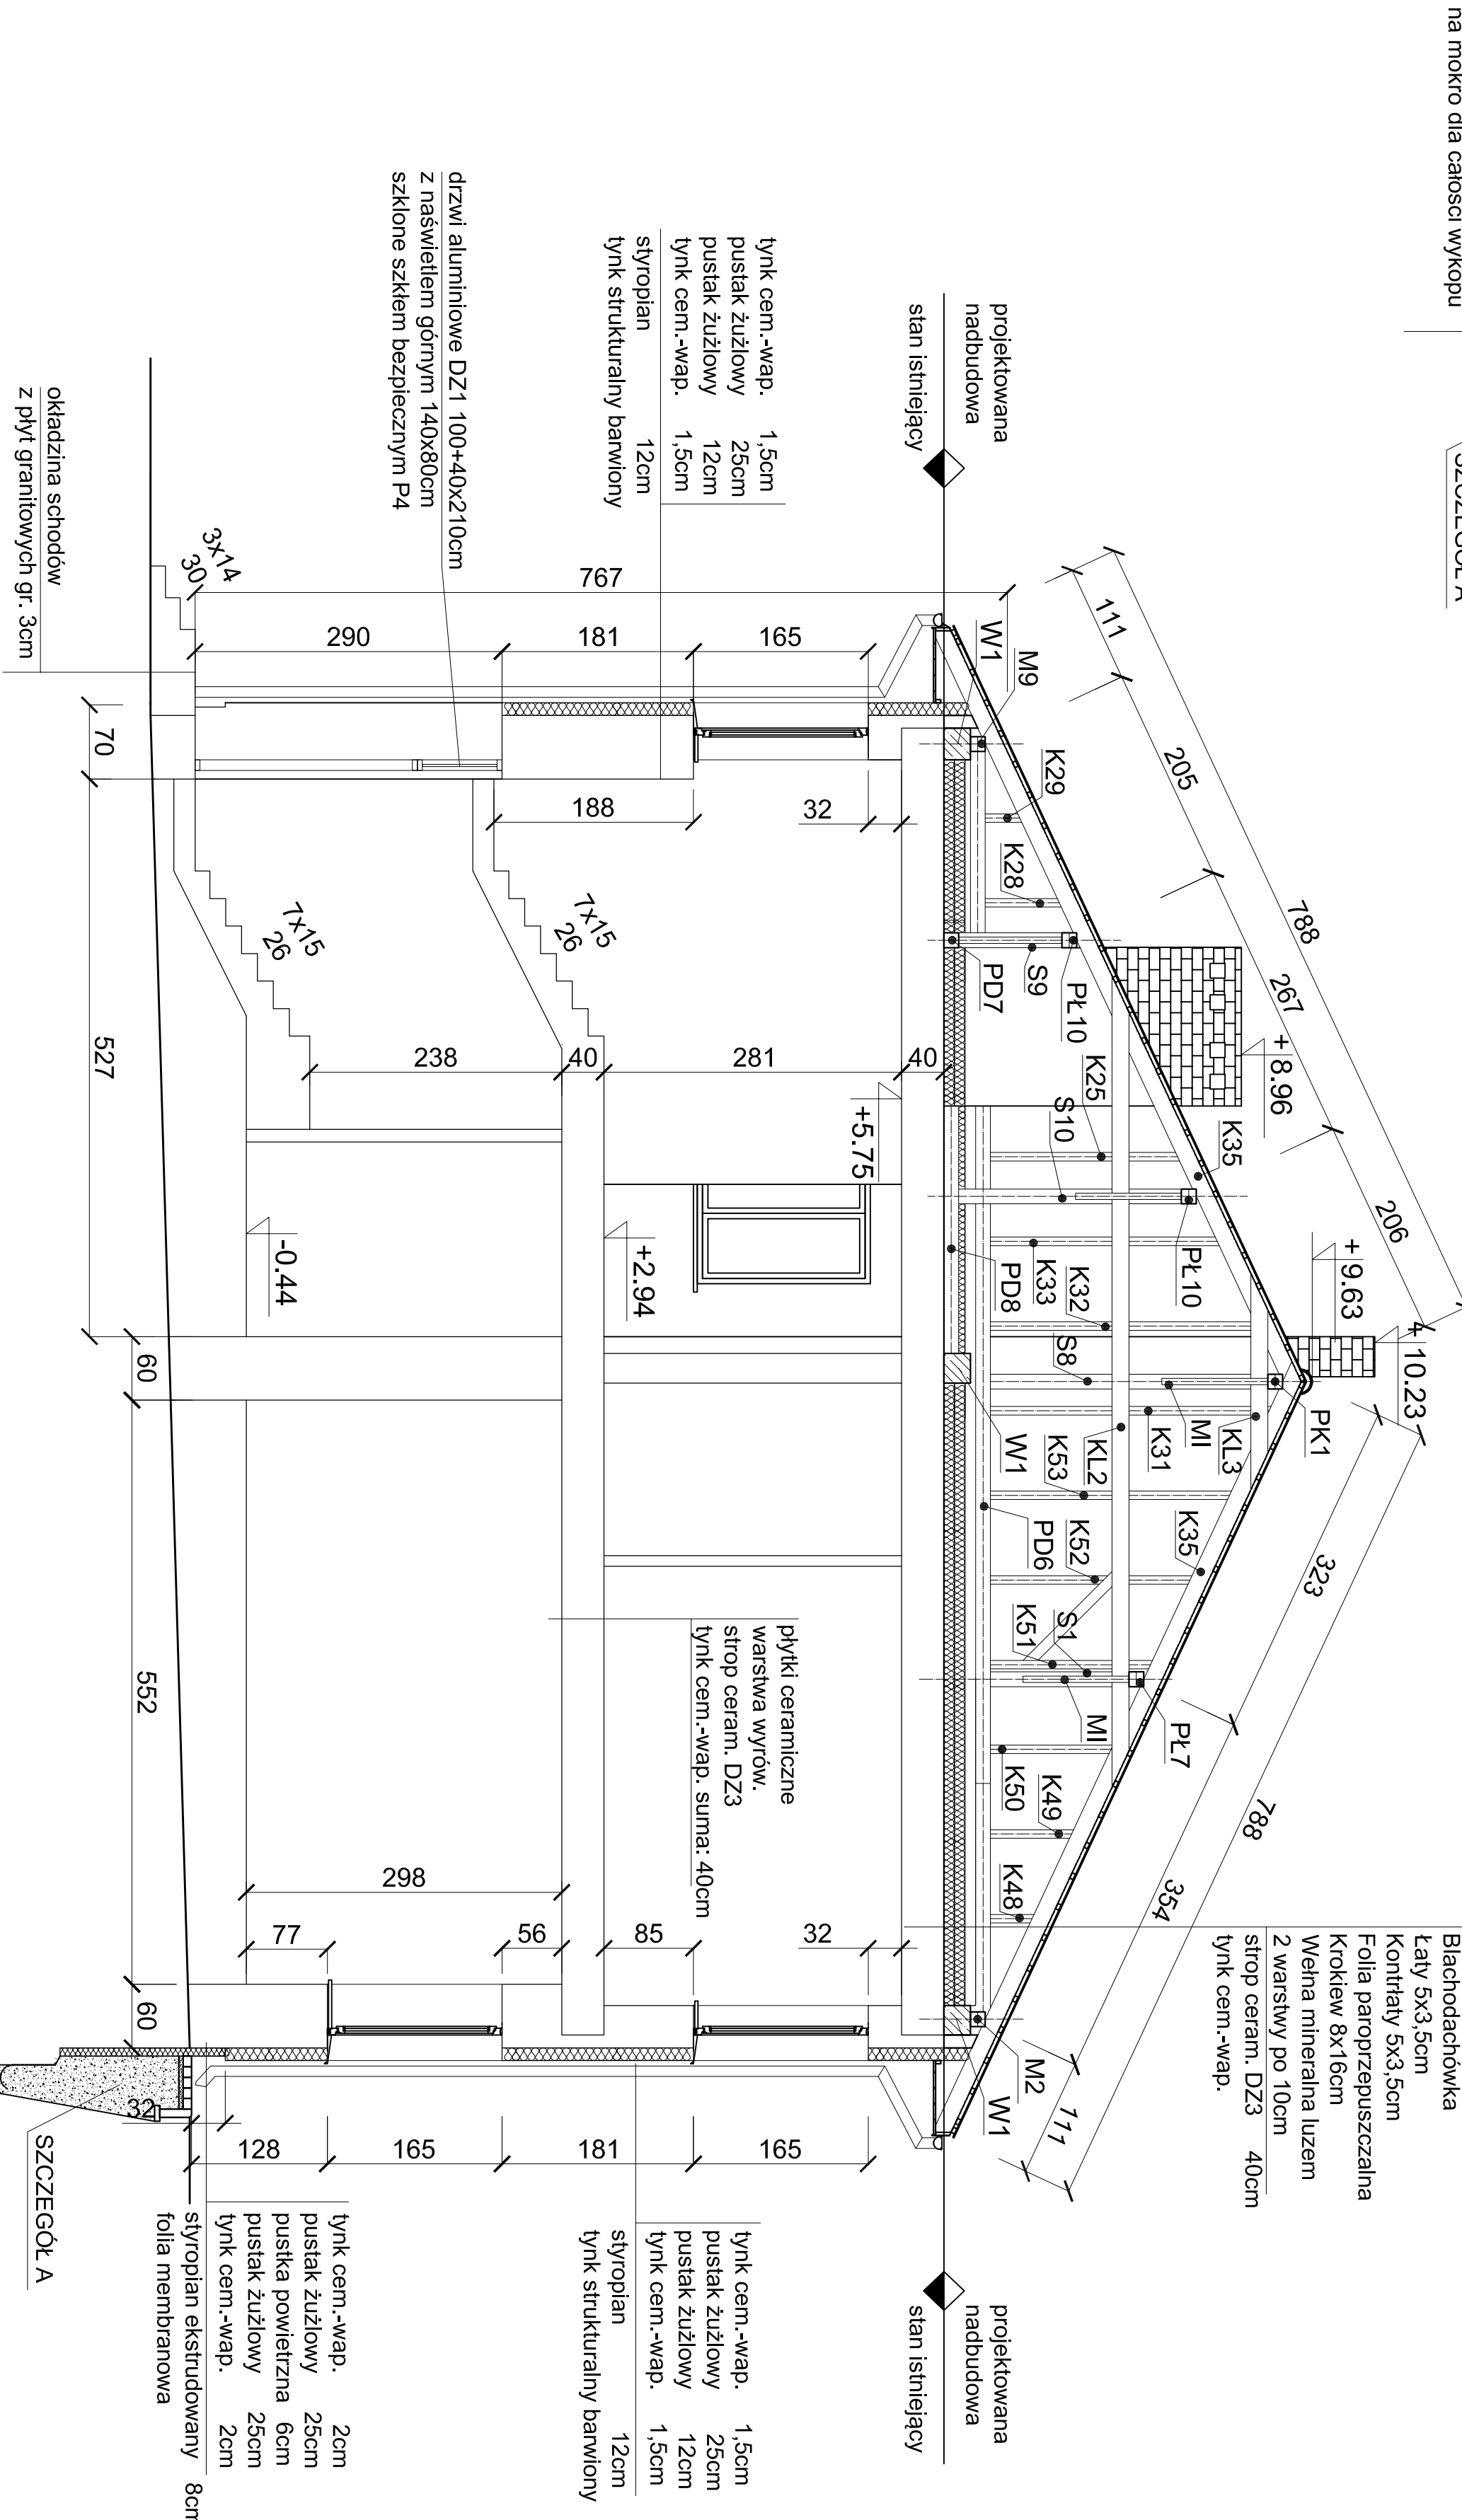 na mokro dla całosci wykopu
projektowana
nadbudowa
stan istniejący
tynk cem.-wap. 1,5cm
pustak żużlowy 25cm
pustak żużlowy 12cm
tynk cem.-wap. 1,5cm
styropian 12cm
tynk strukturalny barwiony
drzwi aluminiowe DZ1 100+40x210cm
z naświetlem górnym 140x80cm
szklone szkłem bezpiecznym P4
okładzina schodów
z płyt granitowych gr. 3cm
3x14
30
767
290
181
165
70
527
60
552
60
188
32
7x15
26
7x15
26
238
40
281
40
+5.75
+2.94
-0.44
111
205
267
206
788
W1
M9
K29
K28
PD7
S9
PŁ10
+ 8.96
K25
S10
K35
PŁ10
K33
PD8
K32
S8
+ 9.63
+ 10.23
PK1
KL3
MI
K31
KL2
K53
W1
PD6
K52
K35
S1
K51
MI
PŁ7
K50
K49
K48
M2
W1
323
354
788
111
Blachodachówka
Łaty 5x3,5cm
Kontrłaty 5x3,5cm
Folia paroprzepuszczalna
Krokiew 8x16cm
Wełna mineralna luzem
2 warstwy po 10cm
strop ceram. DZ3 40cm
tynk cem.-wap.
płytki ceramiczne
warstwa wyrów.
strop ceram. DZ3
tynk cem.-wap. suma: 40cm
298
77
56
85
32
32
128
165
181
165
projektowana
nadbudowa
stan istniejący
tynk cem.-wap. 1,5cm
pustak żużlowy 25cm
pustak żużlowy 12cm
tynk cem.-wap. 1,5cm
styropian 12cm
tynk strukturalny barwiony
tynk cem.-wap. 2cm
pustak żużlowy 25cm
pustka powietrzna 6cm
pustak żużlowy 25cm
tynk cem.-wap. 2cm
styropian ekstrudowany 8cm
folia membranowa
SZCZEGÓŁ A